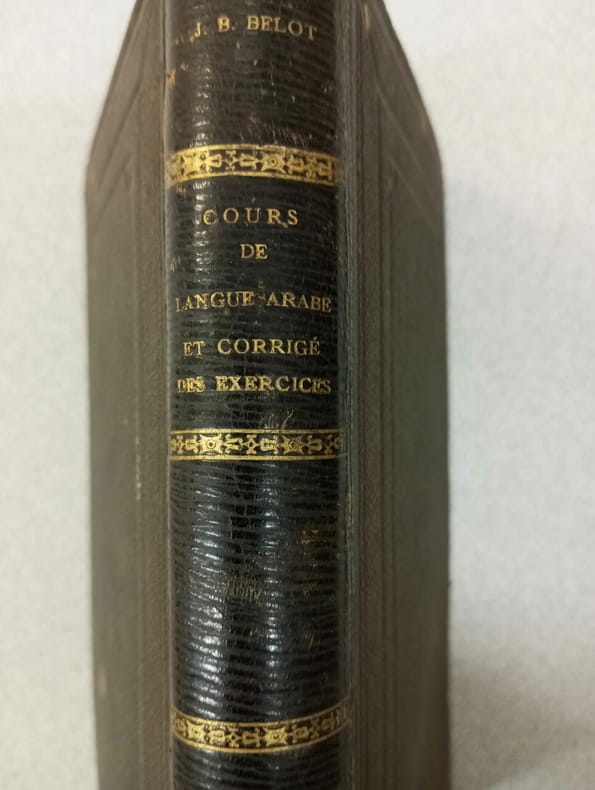 J. B. BELOT
COURS
DE
LANGUE ARABE
ET CORRIGÉ
DES EXERCICES